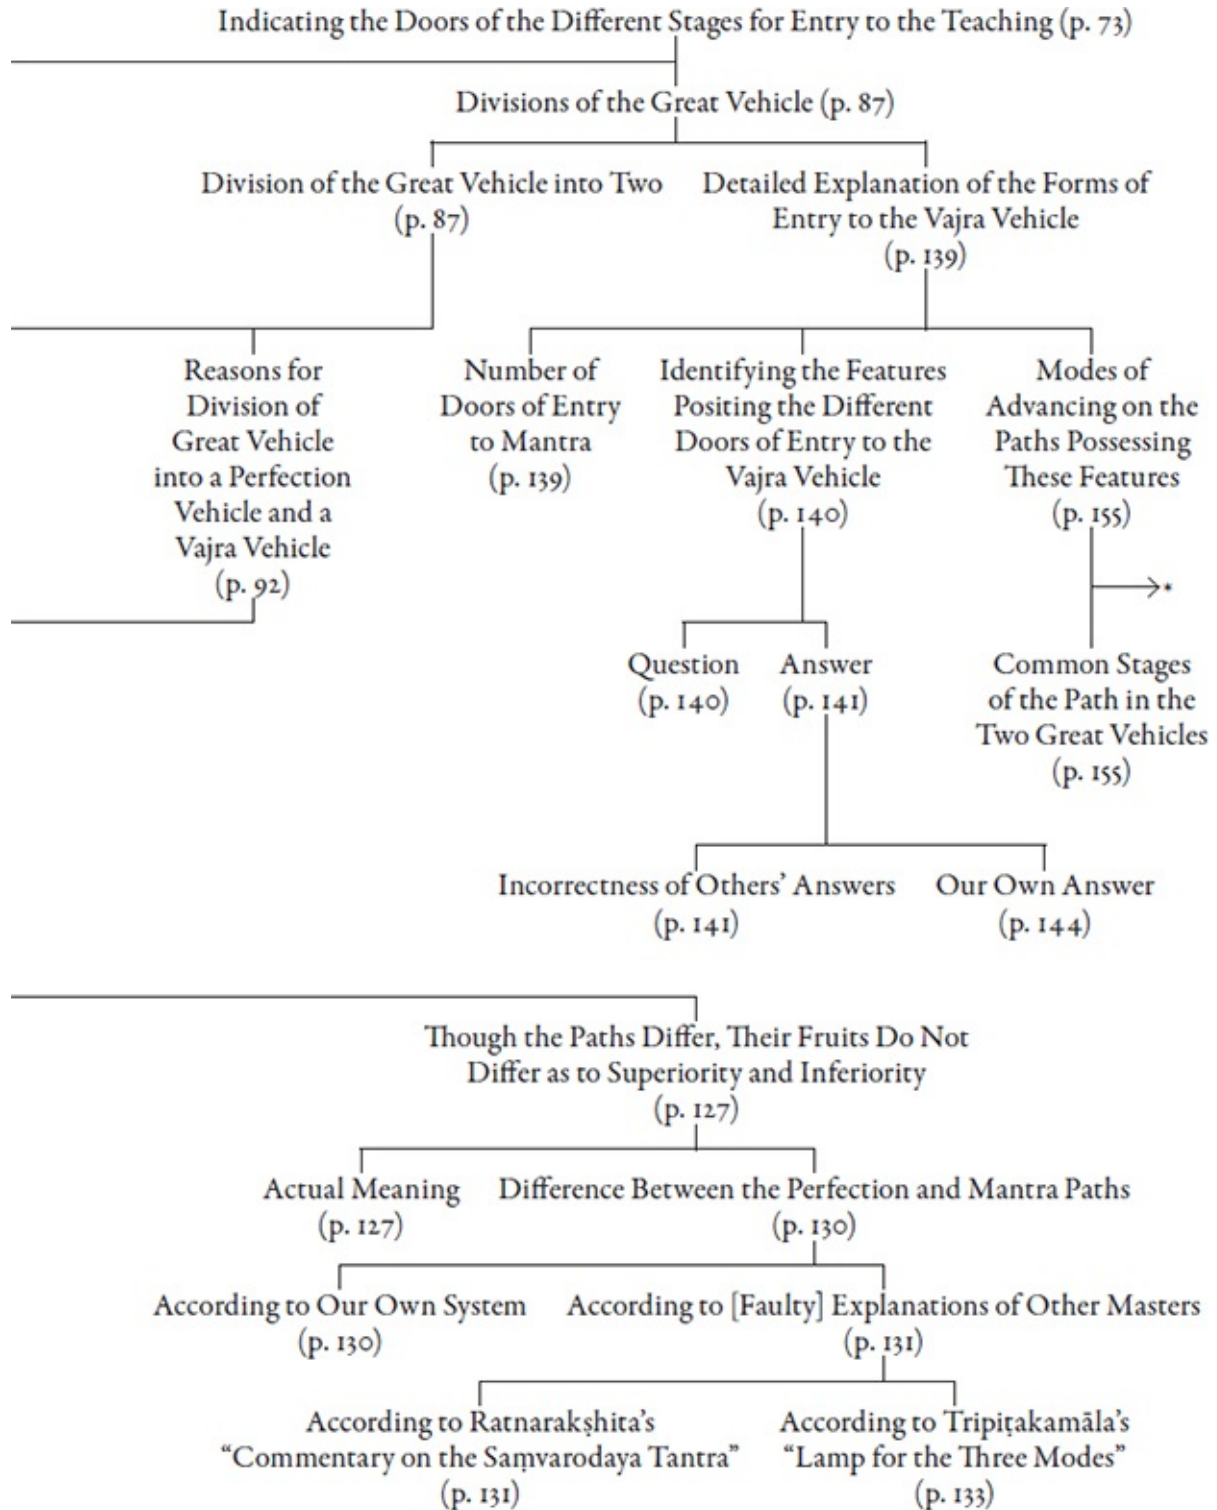 Indicating the Doors of the Different Stages for Entry to the Teaching (p. 73)
Divisions of the Great Vehicle (p. 87)
Division of the Great Vehicle into Two
(p. 87)
Detailed Explanation of the Forms of
Entry to the Vajra Vehicle
(p. 139)
Reasons for
Division of
Great Vehicle
into a Perfection
Vehicle and a
Vajra Vehicle
(p. 92)
Number of
Doors of Entry
to Mantra
(p. 139)
Identifying the Features
Positing the Different
Doors of Entry to the
Vajra Vehicle
(p. 140)
Modes of
Advancing on the
Paths Possessing
These Features
(p. 155)
*
Question
(p. 140)
Answer
(p. 141)
Common Stages
of the Path in the
Two Great Vehicles
(p. 155)
Incorrectness of Others’ Answers
(p. 141)
Our Own Answer
(p. 144)
Though the Paths Differ, Their Fruits Do Not
Differ as to Superiority and Inferiority
(p. 127)
Actual Meaning
(p. 127)
Difference Between the Perfection and Mantra Paths
(p. 130)
According to Our Own System
(p. 130)
According to [Faulty] Explanations of Other Masters
(p. 131)
According to Ratnarakṣhita’s
“Commentary on the Saṃvarodaya Tantra”
(p. 131)
According to Tripiṭakamāla’s
“Lamp for the Three Modes”
(p. 133)